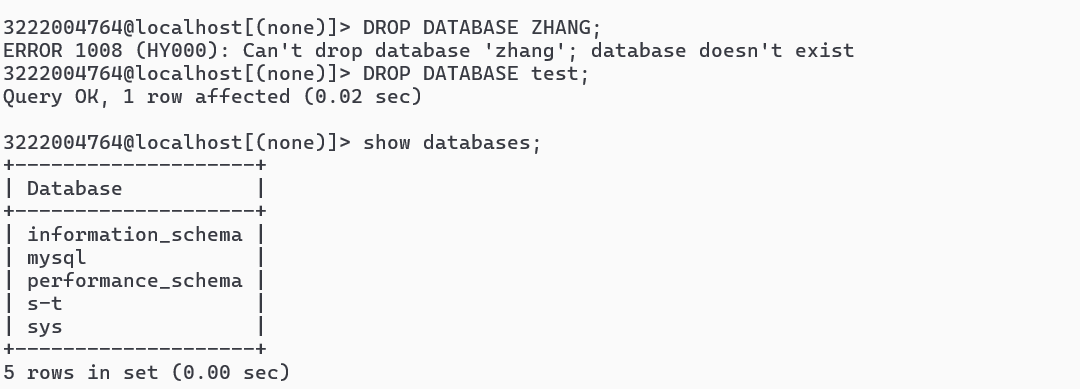 3222004764@localhost[(none)]> DROP DATABASE ZHANG;
ERROR 1008 (HY000): Can't drop database 'zhang'; database doesn't exist
3222004764@localhost[(none)]> DROP DATABASE test;
Query OK, 1 row affected (0.02 sec)
3222004764@localhost[(none)]> show databases;
+--------------------+
| Database           |
+--------------------+
| information_schema |
| mysql              |
| performance_schema |
| s-t                |
| sys                |
+--------------------+
5 rows in set (0.00 sec)